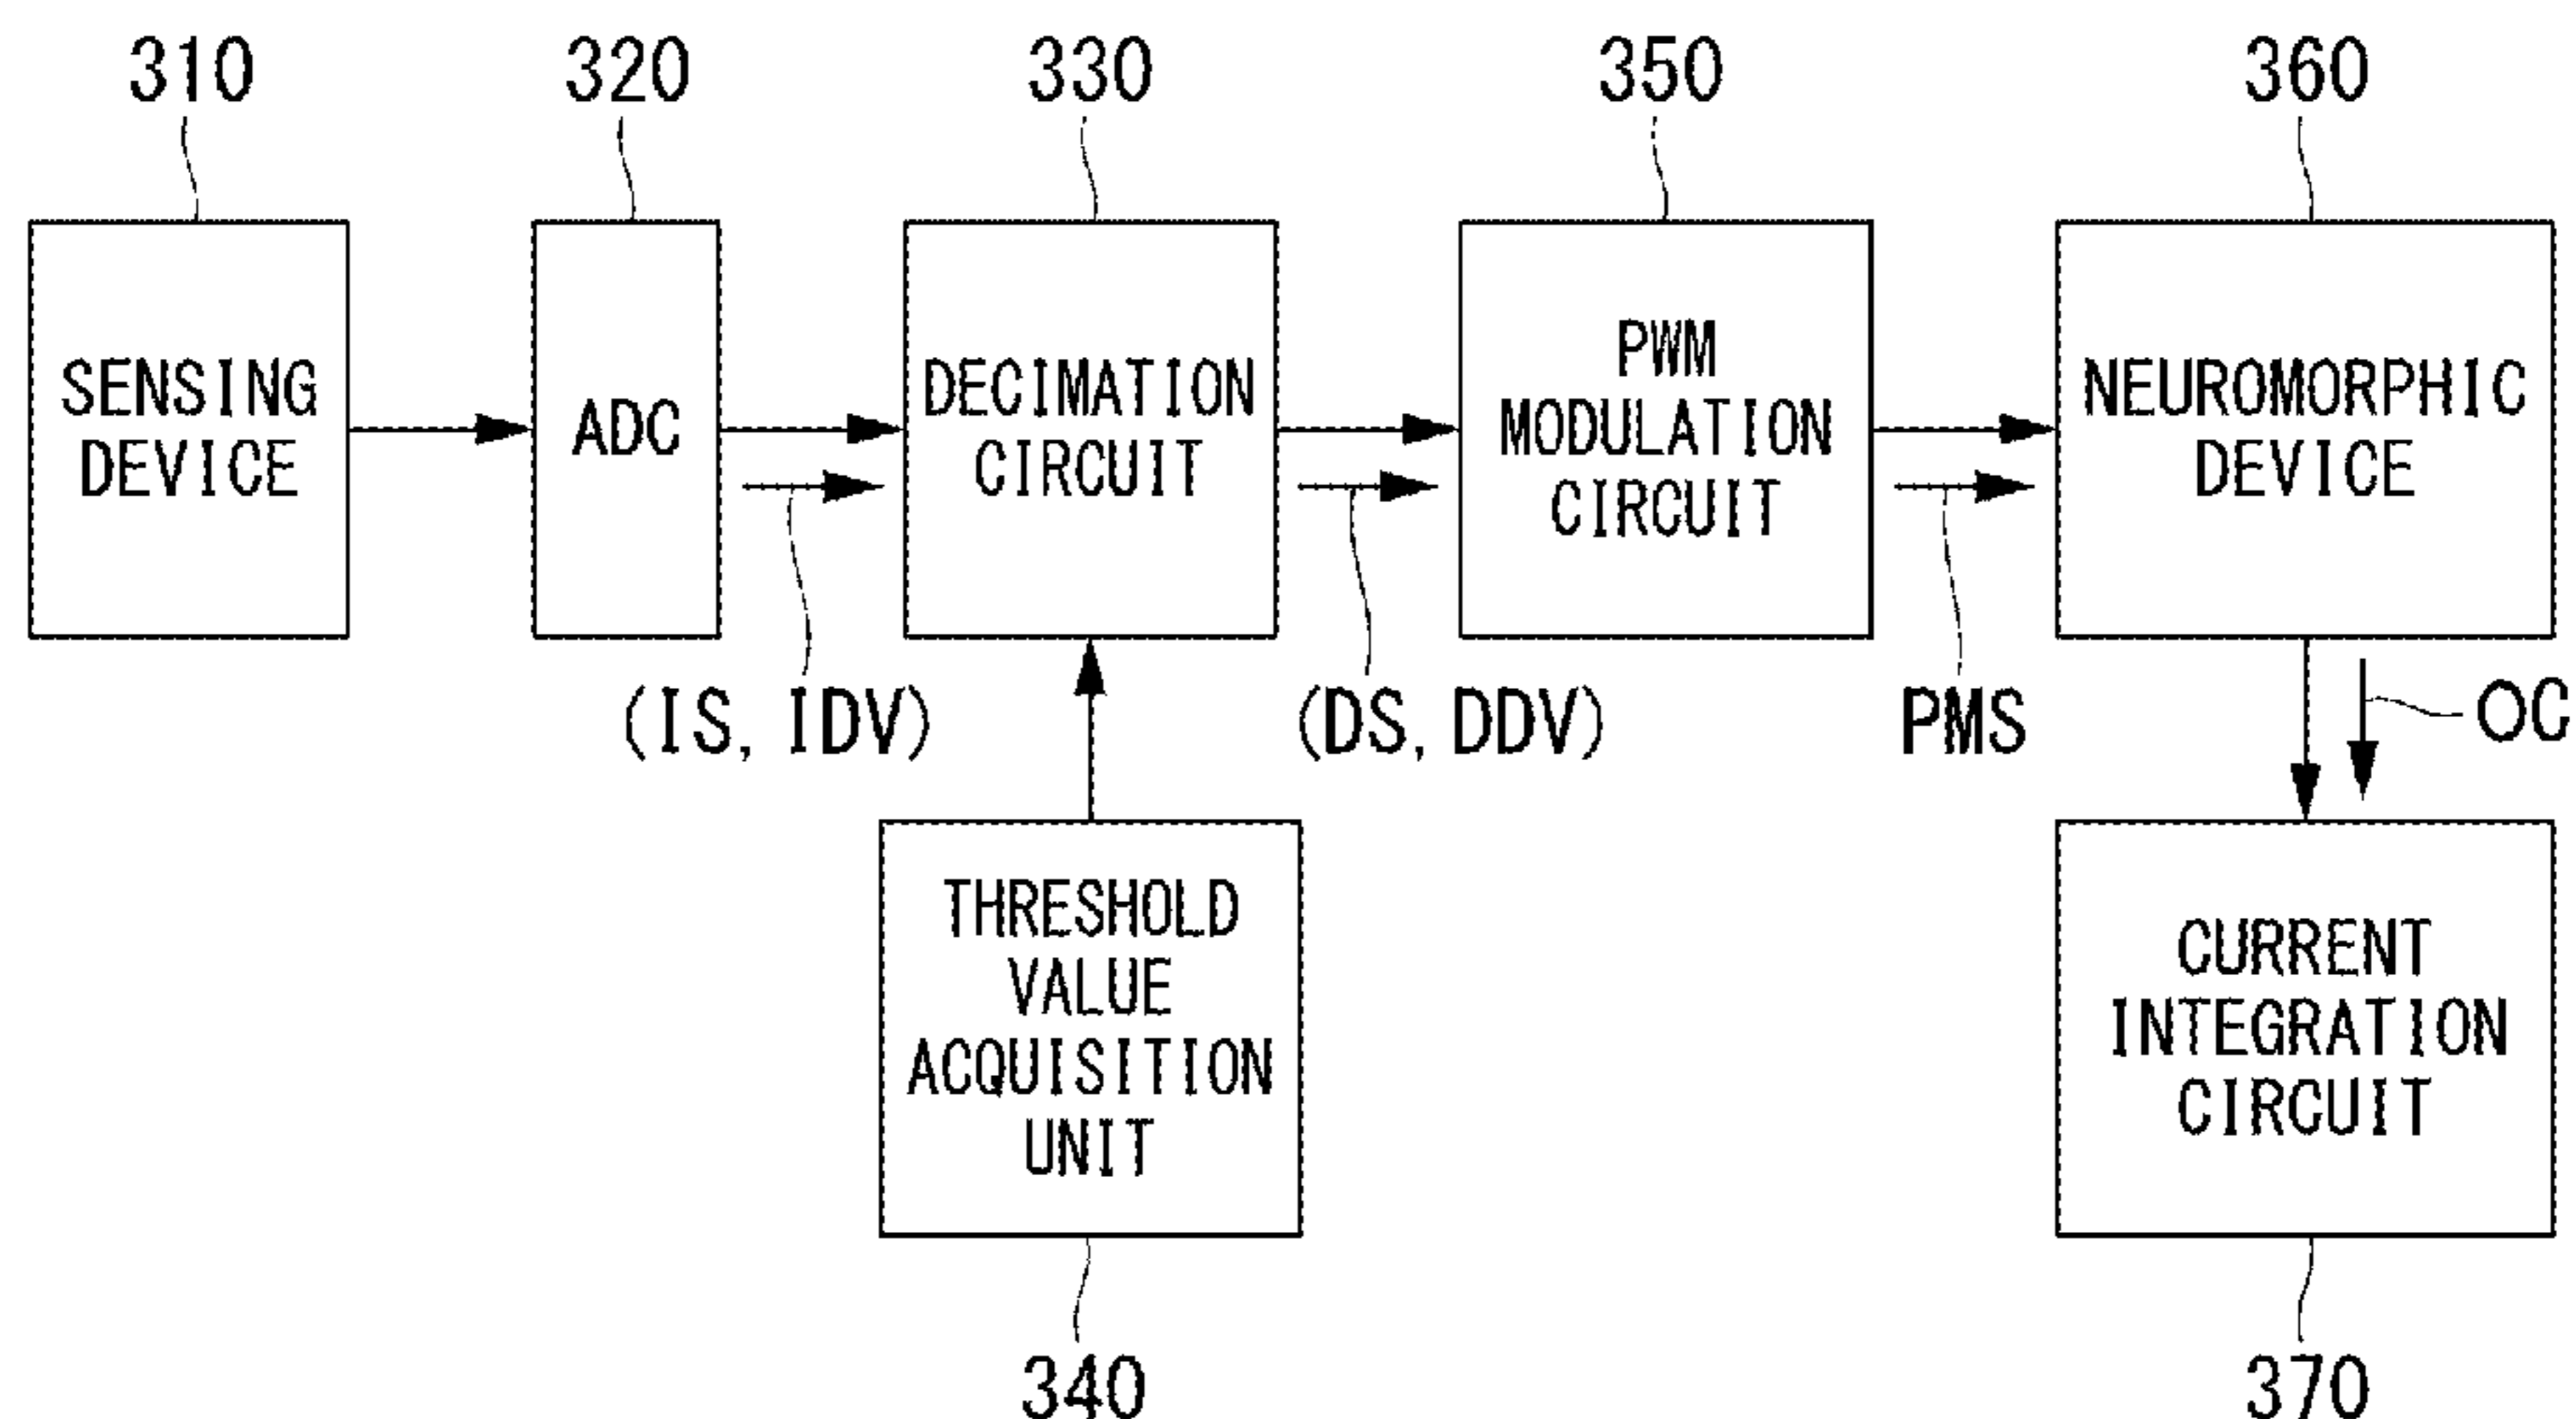 310
320
330
350
360
SENSING
DEVICE
ADC
DECIMATION
CIRCUIT
PWM
MODULATION
CIRCUIT
NEUROMORPHIC
DEVICE
(IS, IDV)
(DS, DDV)
PMS
OC
THRESHOLD
VALUE
ACQUISITION
UNIT
CURRENT
INTEGRATION
CIRCUIT
340
370